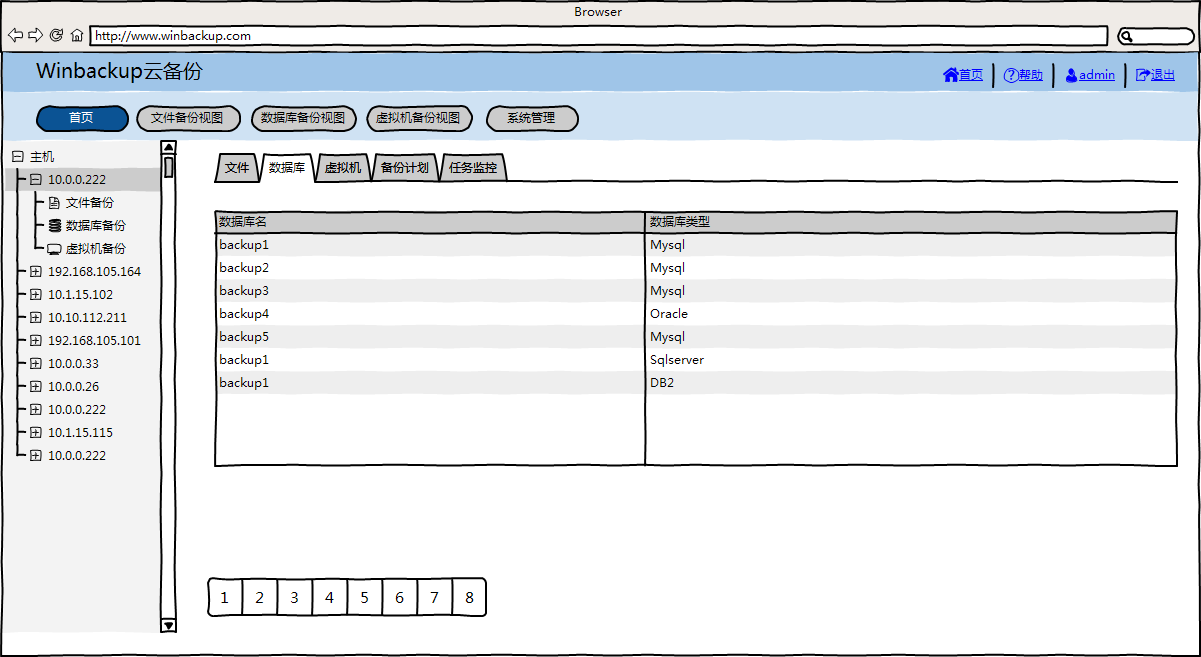 Browser
http://www.winbackup.com
Winbackup云备份
首页 帮助 admin 退出
首页 文件备份视图 数据库备份视图 虚拟机备份视图 系统管理
主机
10.0.0.222
文件备份
数据库备份
虚拟机备份
192.168.105.164
10.1.15.102
10.10.112.211
192.168.105.101
10.0.0.33
10.0.0.26
10.0.0.222
10.1.15.115
10.0.0.222
文件 数据库 虚拟机 备份计划 任务监控
数据库名 数据库类型
backup1 Mysql
backup2 Mysql
backup3 Mysql
backup4 Oracle
backup5 Mysql
backup1 Sqlserver
backup1 DB2
1 2 3 4 5 6 7 8